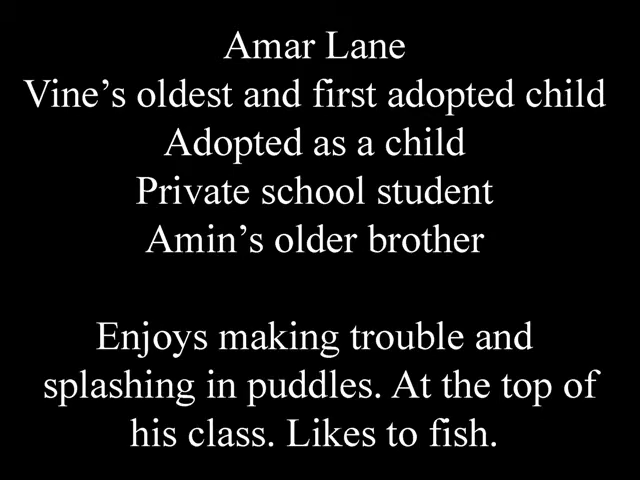 Amar Lane
Vine’s oldest and first adopted child
Adopted as a child
Private school student
Amin’s older brother
Enjoys making trouble and
splashing in puddles. At the top of
his class. Likes to fish.